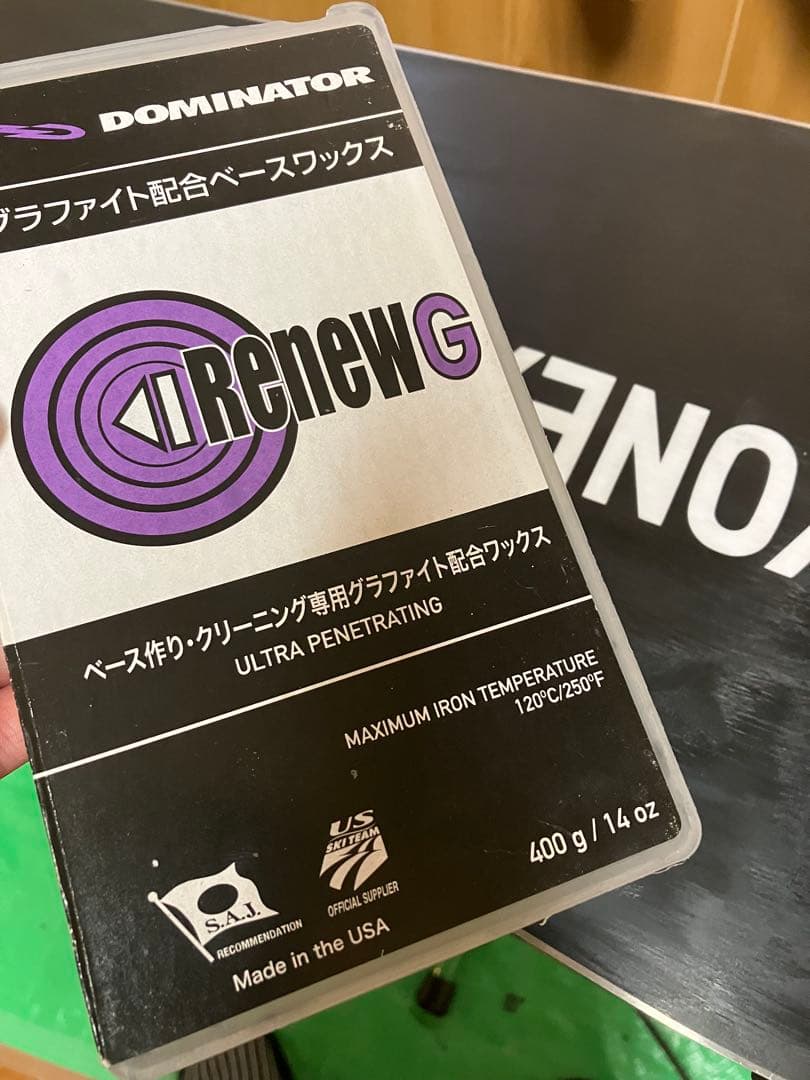 DOMINATOR
グラファイト配合ベースワックス
RenewG
ベース作り・クリーニング専用グラファイト配合ワックス
ULTRA PENETRATING
MAXIMUM IRON TEMPERATURE
120ºC/250ºF
400 g / 14 oz
S.A.J.
RECOMMENDATION
US
SKI TEAM
OFFICIAL SUPPLIER
Made in the USA
YONEX